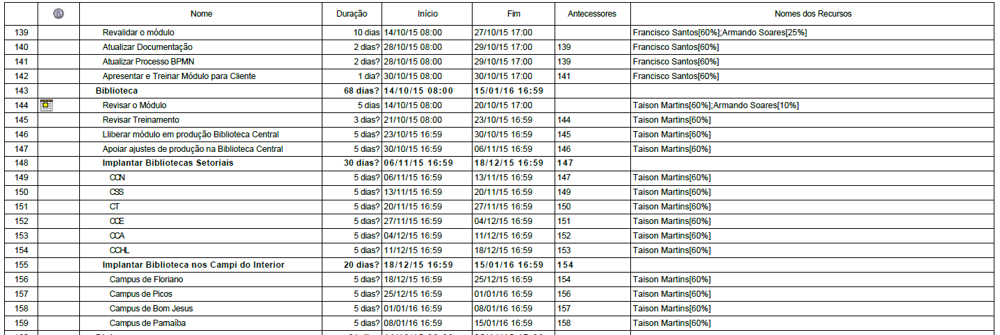 Nome Duração Início Fim Antecessores Nomes dos Recursos
139 Revalidar o módulo 10 dias 14/10/15 08:00 27/10/15 17:00 Francisco Santos[60%];Armando Soares[25%]
140 Atualizar Documentação 2 dias? 28/10/15 08:00 29/10/15 17:00 139 Francisco Santos[60%]
141 Atualizar Processo BPMN 2 dias? 28/10/15 08:00 29/10/15 17:00 139 Francisco Santos[60%]
142 Apresentar e Treinar Módulo para Cliente 1 dia? 30/10/15 08:00 30/10/15 17:00 141 Francisco Santos[60%]
143 Biblioteca 68 dias? 14/10/15 08:00 15/01/16 16:59
144 Revisar o Módulo 5 dias 14/10/15 08:00 20/10/15 17:00 Taison Martins[60%];Armando Soares[10%]
145 Revisar Treinamento 3 dias? 21/10/15 08:00 23/10/15 16:59 144 Taison Martins[60%]
146 Lliberar módulo em produção Biblioteca Central 5 dias? 23/10/15 16:59 30/10/15 16:59 145 Taison Martins[60%]
147 Apoiar ajustes de produção na Biblioteca Central 5 dias? 30/10/15 16:59 06/11/15 16:59 146 Taison Martins[60%]
148 Implantar Bibliotecas Setoriais 30 dias? 06/11/15 16:59 18/12/15 16:59 147
149 CCN 5 dias? 06/11/15 16:59 13/11/15 16:59 147 Taison Martins[60%]
150 CSS 5 dias? 13/11/15 16:59 20/11/15 16:59 149 Taison Martins[60%]
151 CT 5 dias? 20/11/15 16:59 27/11/15 16:59 150 Taison Martins[60%]
152 CCE 5 dias? 27/11/15 16:59 04/12/15 16:59 151 Taison Martins[60%]
153 CCA 5 dias? 04/12/15 16:59 11/12/15 16:59 152 Taison Martins[60%]
154 CCHL 5 dias? 11/12/15 16:59 18/12/15 16:59 153 Taison Martins[60%]
155 Implantar Biblioteca nos Campi do Interior 20 dias? 18/12/15 16:59 15/01/16 16:59 154
156 Campus de Floriano 5 dias? 18/12/15 16:59 25/12/15 16:59 154 Taison Martins[60%]
157 Campus de Picos 5 dias? 25/12/15 16:59 01/01/16 16:59 156 Taison Martins[60%]
158 Campus de Bom Jesus 5 dias? 01/01/16 16:59 08/01/16 16:59 157 Taison Martins[60%]
159 Campus de Parnaíba 5 dias? 08/01/16 16:59 15/01/16 16:59 158 Taison Martins[60%]